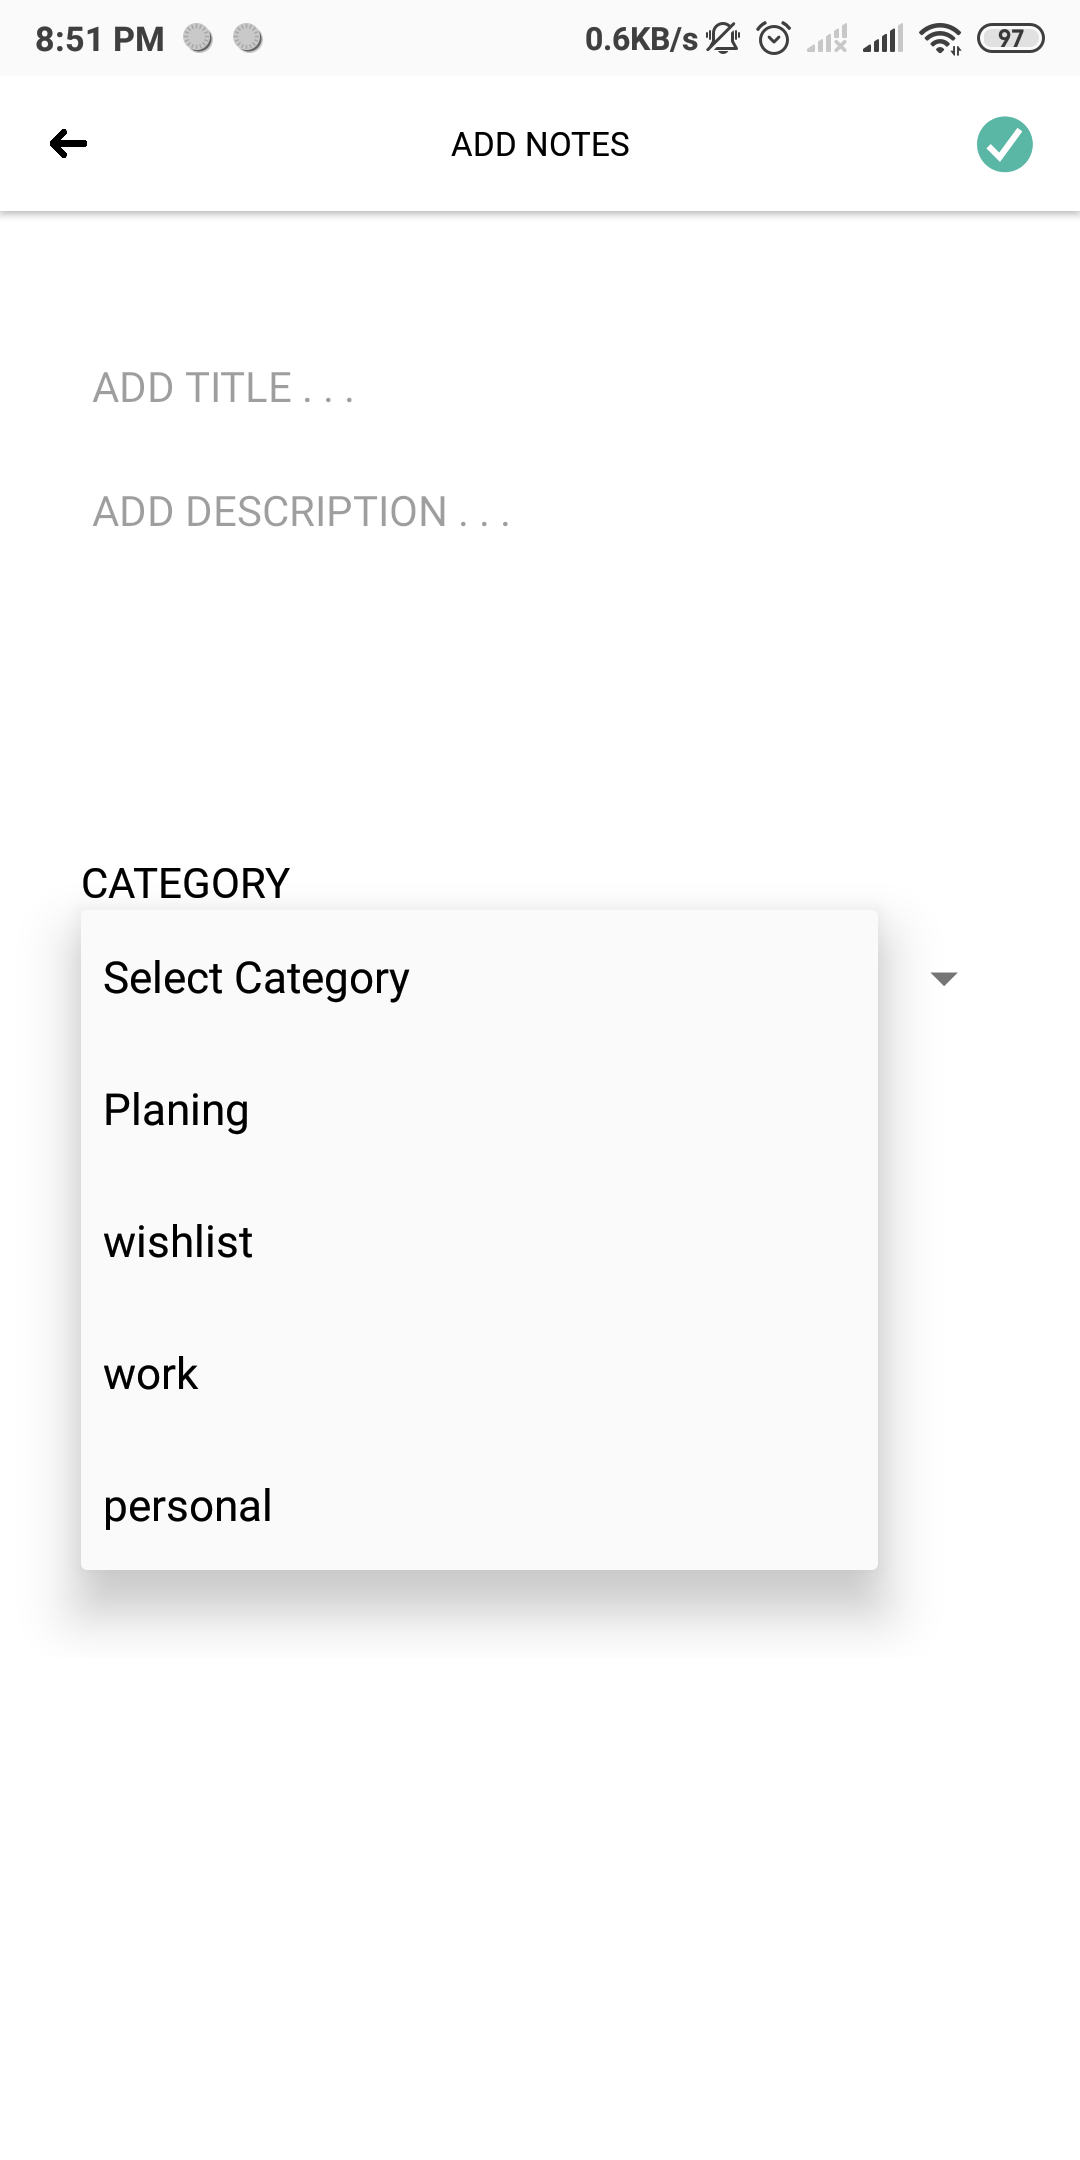 8:51 PM 0.6KB/s 97
ADD NOTES
ADD TITLE . . .
ADD DESCRIPTION . . .
CATEGORY
Select Category
Planing
wishlist
work
personal